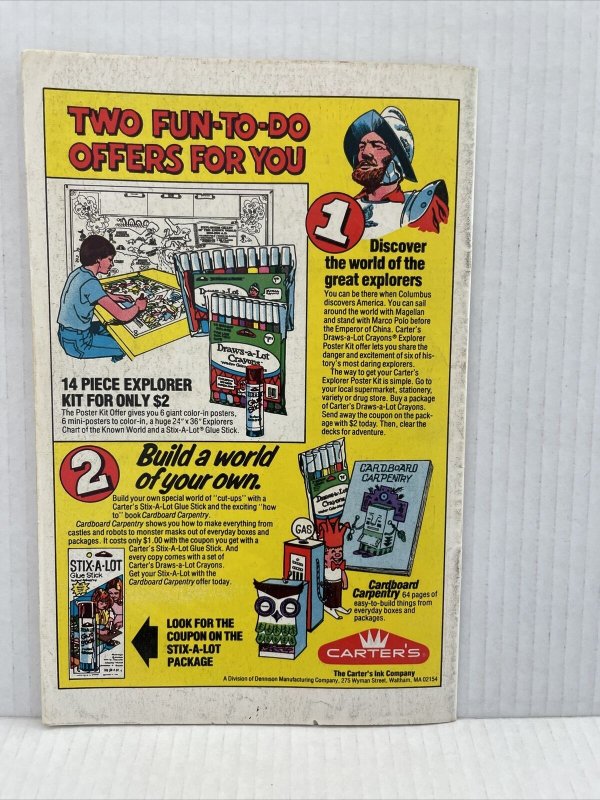 TWO FUN-TO-DO
OFFERS FOR YOU
1
Discover
the world of the
great explorers
You can be there when Columbus
discovers America. You can sail
around the world with Magellan
and stand with Marco Polo before
the Emperor of China. Carter's
Draws-a-Lot Crayons® Explorer
Poster Kit offer lets you share the
danger and excitement of six of his-
tory's most daring explorers.
The way to get your Carter's
Explorer Poster Kit is simple. Go to
your local supermarket, stationery,
variety or drug store. Buy a package
of Carter's Draws-a-Lot Crayons.
Take off the coupon on the pack-
age with $2 today. Then, clear the
decks for adventure.
Draws-a-Lot
Crayons
14 PIECE EXPLORER
KIT FOR ONLY $2
The Poster Kit Offer gives you 6 giant color-in posters,
6 mini-posters to color-in, a huge 24" x 36" Explorers
Chart of the Known World and a Stix-A-Lot® Glue Stick.
2
Build a world
of your own.
Build your own special world of "cut-ups" with a
Carter's Stix-A-Lot Glue Stick and the exciting "how
to" book Cardboard Carpentry.
Cardboard Carpentry shows you how to make everything from
castles and robots to monster masks out of everyday boxes and
packages. It costs only $1.00 with the coupon you get with a
Carter's Stix-A-Lot Glue Stick. And
every copy comes with a set of
Carter's Draws-a-Lot Crayons.
Get your Stix-A-Lot with the
Cardboard Carpentry offer today.
STIX-A-LOT
Glue Stick
LOOK FOR THE
COUPON ON THE
STIX-A-LOT
PACKAGE
GAS
CARDBOARD
CARPENTRY
Cardboard
Carpentry 64 pages of
easy-to-build things from
everyday boxes and
packages.
CARTER'S
The Carter's Ink Company
A Division of Dennison Manufacturing Company, 275 Wyman Street, Waltham, MA 02154